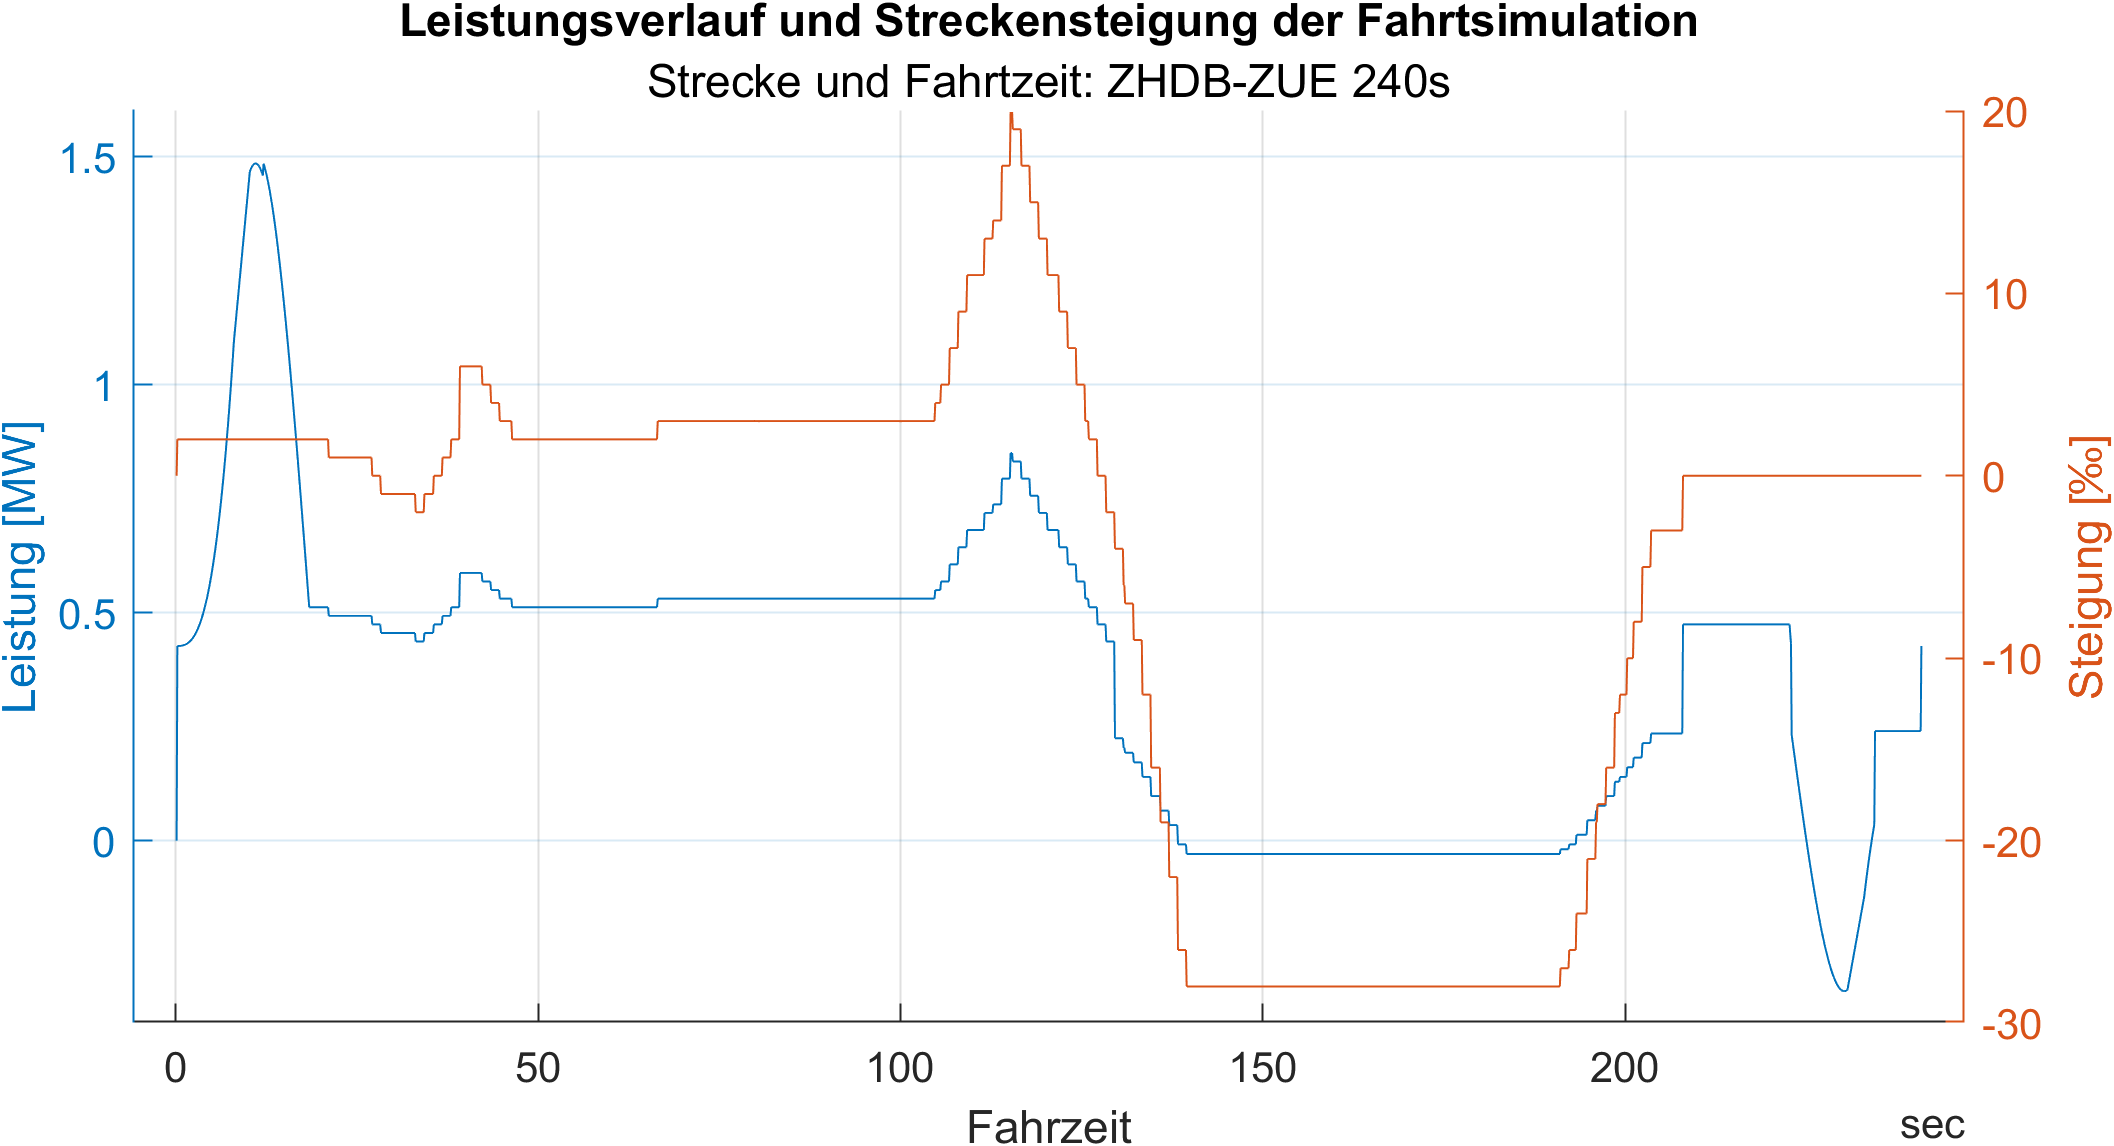 Leistungsverlauf und Streckensteigung der Fahrtsimulation
Strecke und Fahrtzeit: ZHDB-ZUE 240s
Leistung [MW]
1.5
1
0.5
0
Steigung [‰]
20
10
0
-10
-20
-30
0 50 100 150 200
Fahrzeit
sec